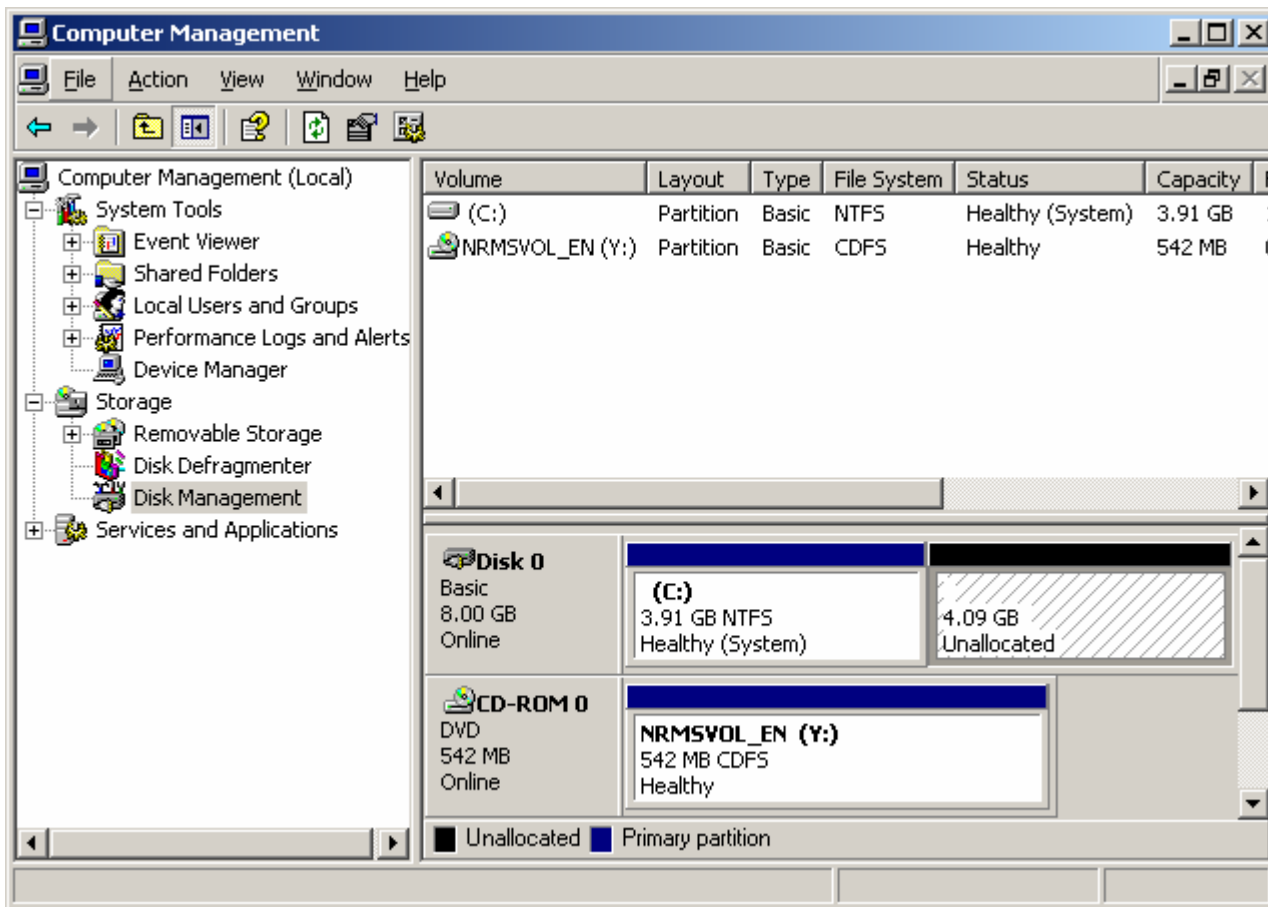 Computer Management
File Action View Window Help
Computer Management (Local)
System Tools
Event Viewer
Shared Folders
Local Users and Groups
Performance Logs and Alerts
Device Manager
Storage
Removable Storage
Disk Defragmenter
Disk Management
Services and Applications
Volume Layout Type File System Status Capacity
(C:) Partition Basic NTFS Healthy (System) 3.91 GB
NRMSVOL_EN (Y:) Partition Basic CDFS Healthy 542 MB
Disk 0
Basic
8.00 GB
Online
(C:)
3.91 GB NTFS
Healthy (System)
4.09 GB
Unallocated
CD-ROM 0
DVD
542 MB
Online
NRMSVOL_EN (Y:)
542 MB CDFS
Healthy
Unallocated Primary partition